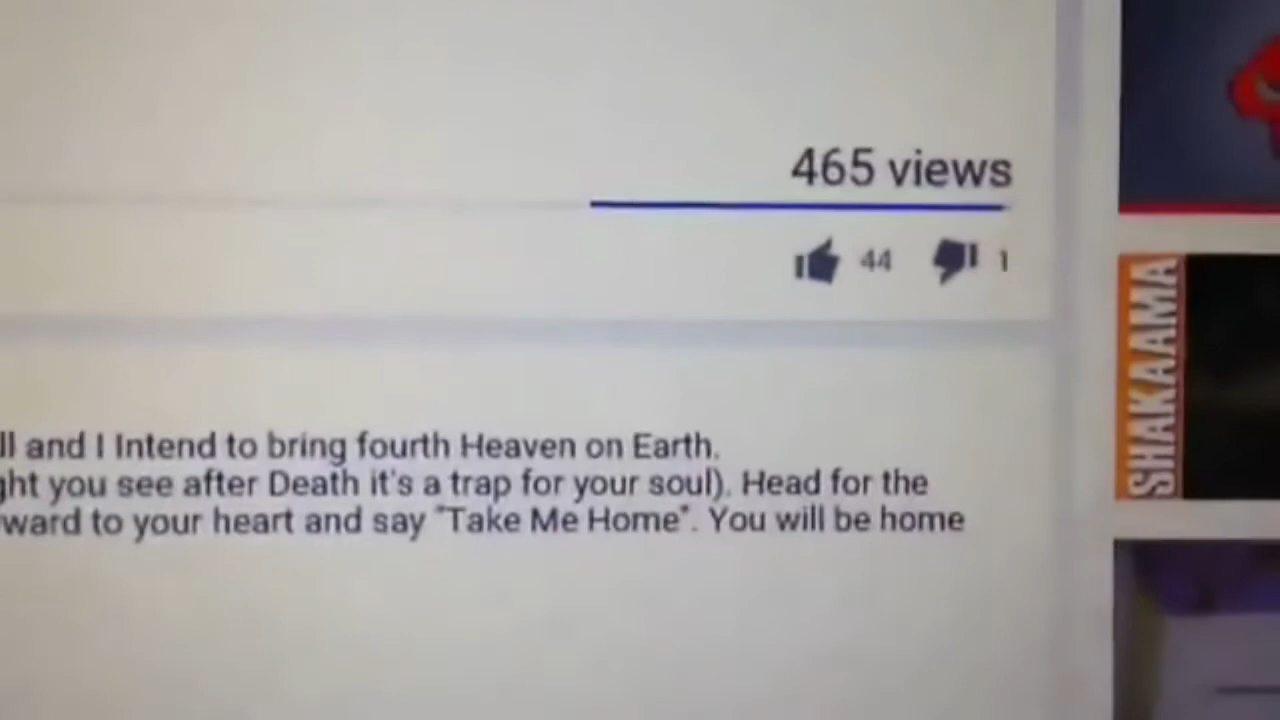 465 views
44 1
ll and I Intend to bring fourth Heaven on Earth.
ght you see after Death it's a trap for your soul). Head for the
ward to your heart and say "Take Me Home". You will be home
SHAKAAMA